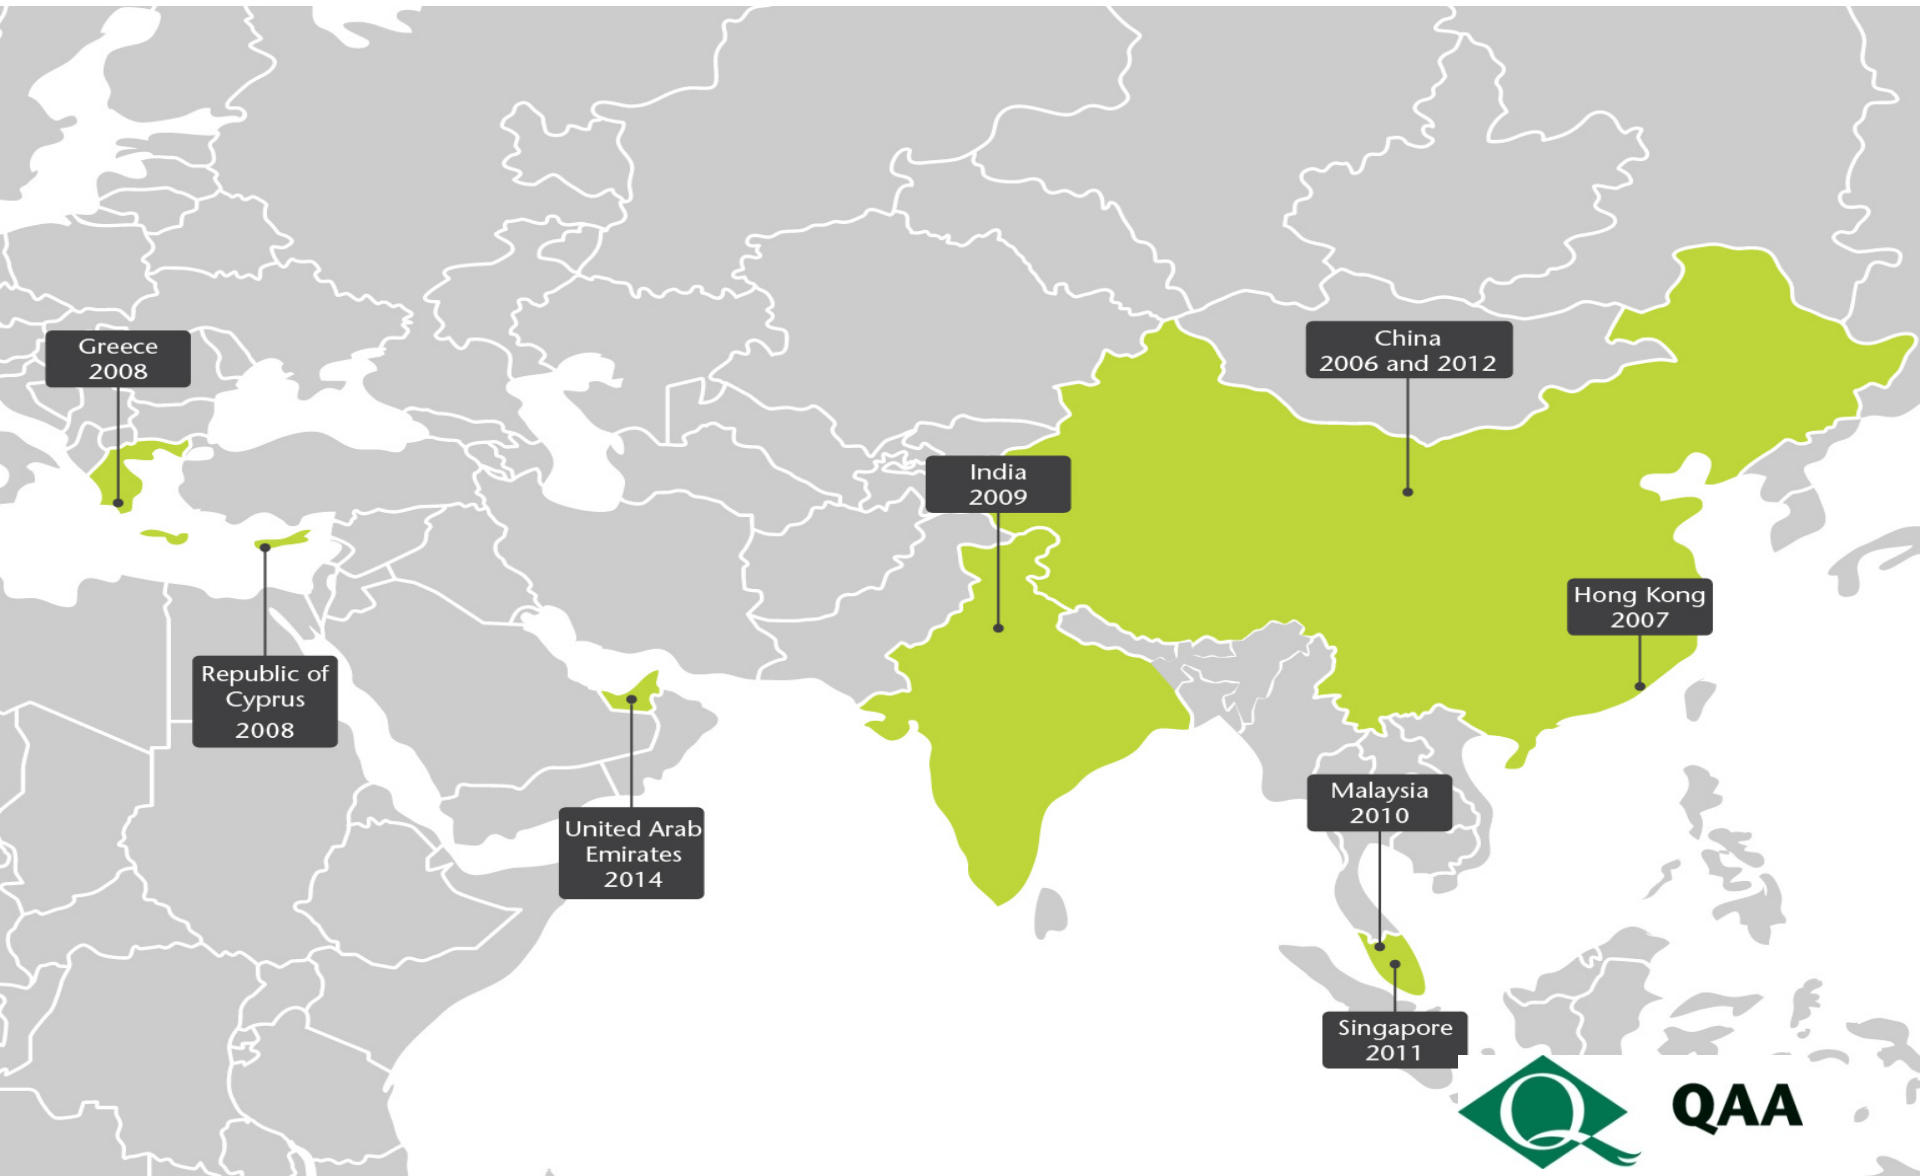 Greece
2008
China
2006 and 2012
India
2009
Hong Kong
2007
Republic of
Cyprus
2008
United Arab
Emirates
2014
Malaysia
2010
Singapore
2011
QAA